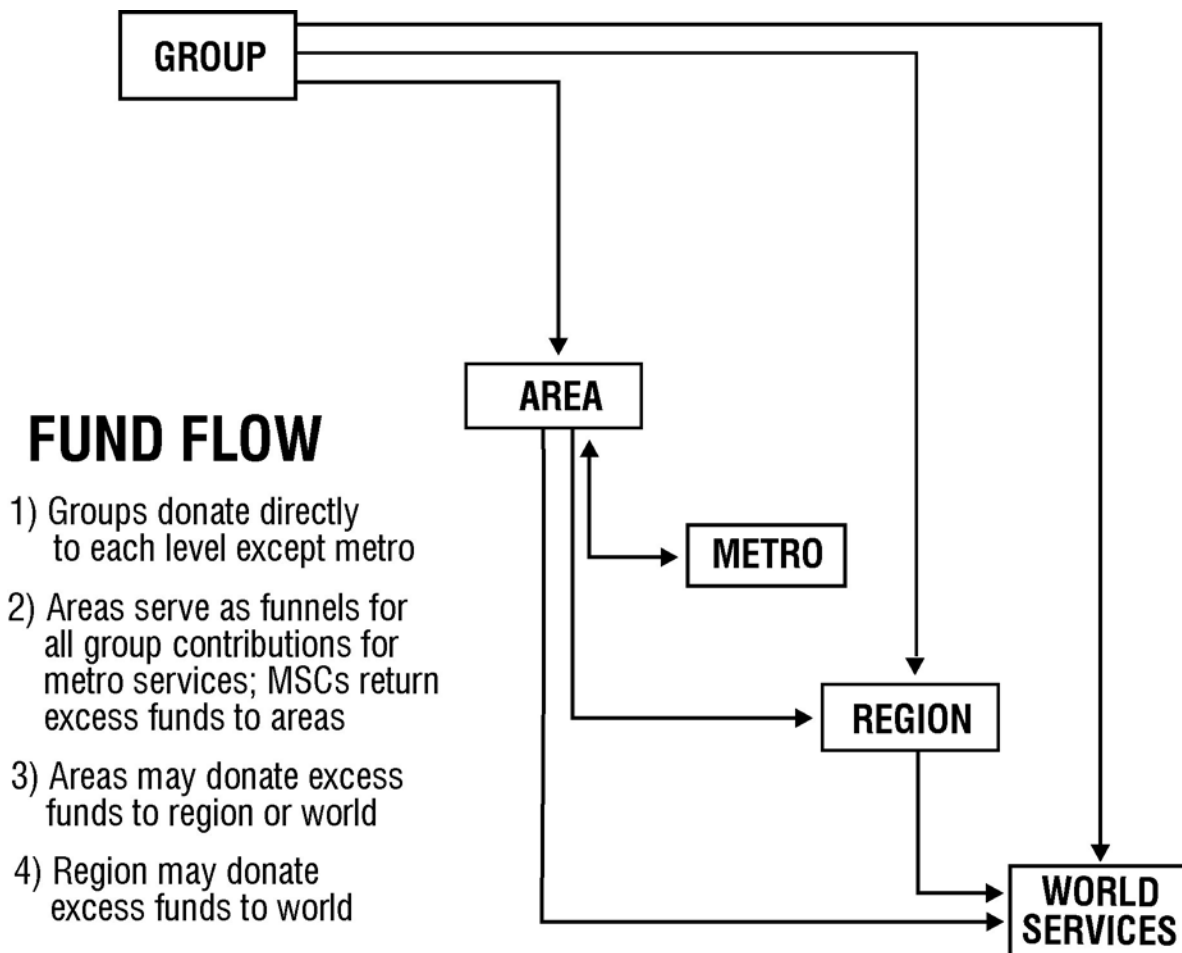 GROUP
AREA
FUND FLOW
1) Groups donate directly
to each level except metro
METRO
2) Areas serve as funnels for
all group contributions for
metro services; MSCs return
excess funds to areas
REGION
3) Areas may donate excess
funds to region or world
4) Region may donate
excess funds to world
WORLD
SERVICES